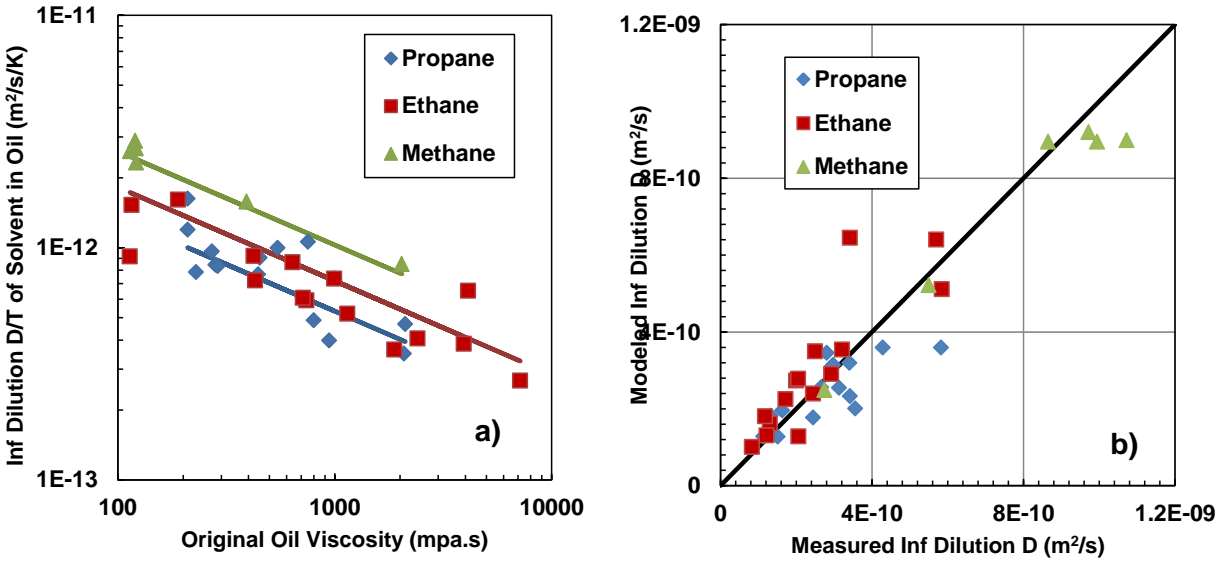 Inf Dilution D/T of Solvent in Oil (m²/s/K)
1E-11
1E-12
1E-13
Propane
Ethane
Methane
a)
100
1000
10000
Original Oil Viscosity (mpa.s)
Modeled Inf Dilution D (m²/s)
1.2E-09
8E-10
4E-10
0
Propane
Ethane
Methane
b)
0
4E-10
8E-10
1.2E-09
Measured Inf Dilution D (m²/s)